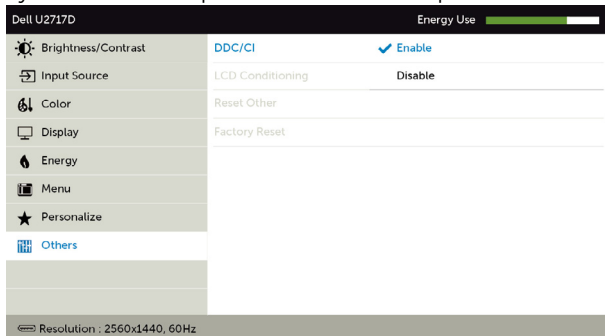 Dell U2717D Energy Use
Brightness/Contrast DDC/CI Enable
Input Source LCD Conditioning Disable
Color Reset Other
Display Factory Reset
Energy
Menu
Personalize
Others
Resolution : 2560x1440, 60Hz